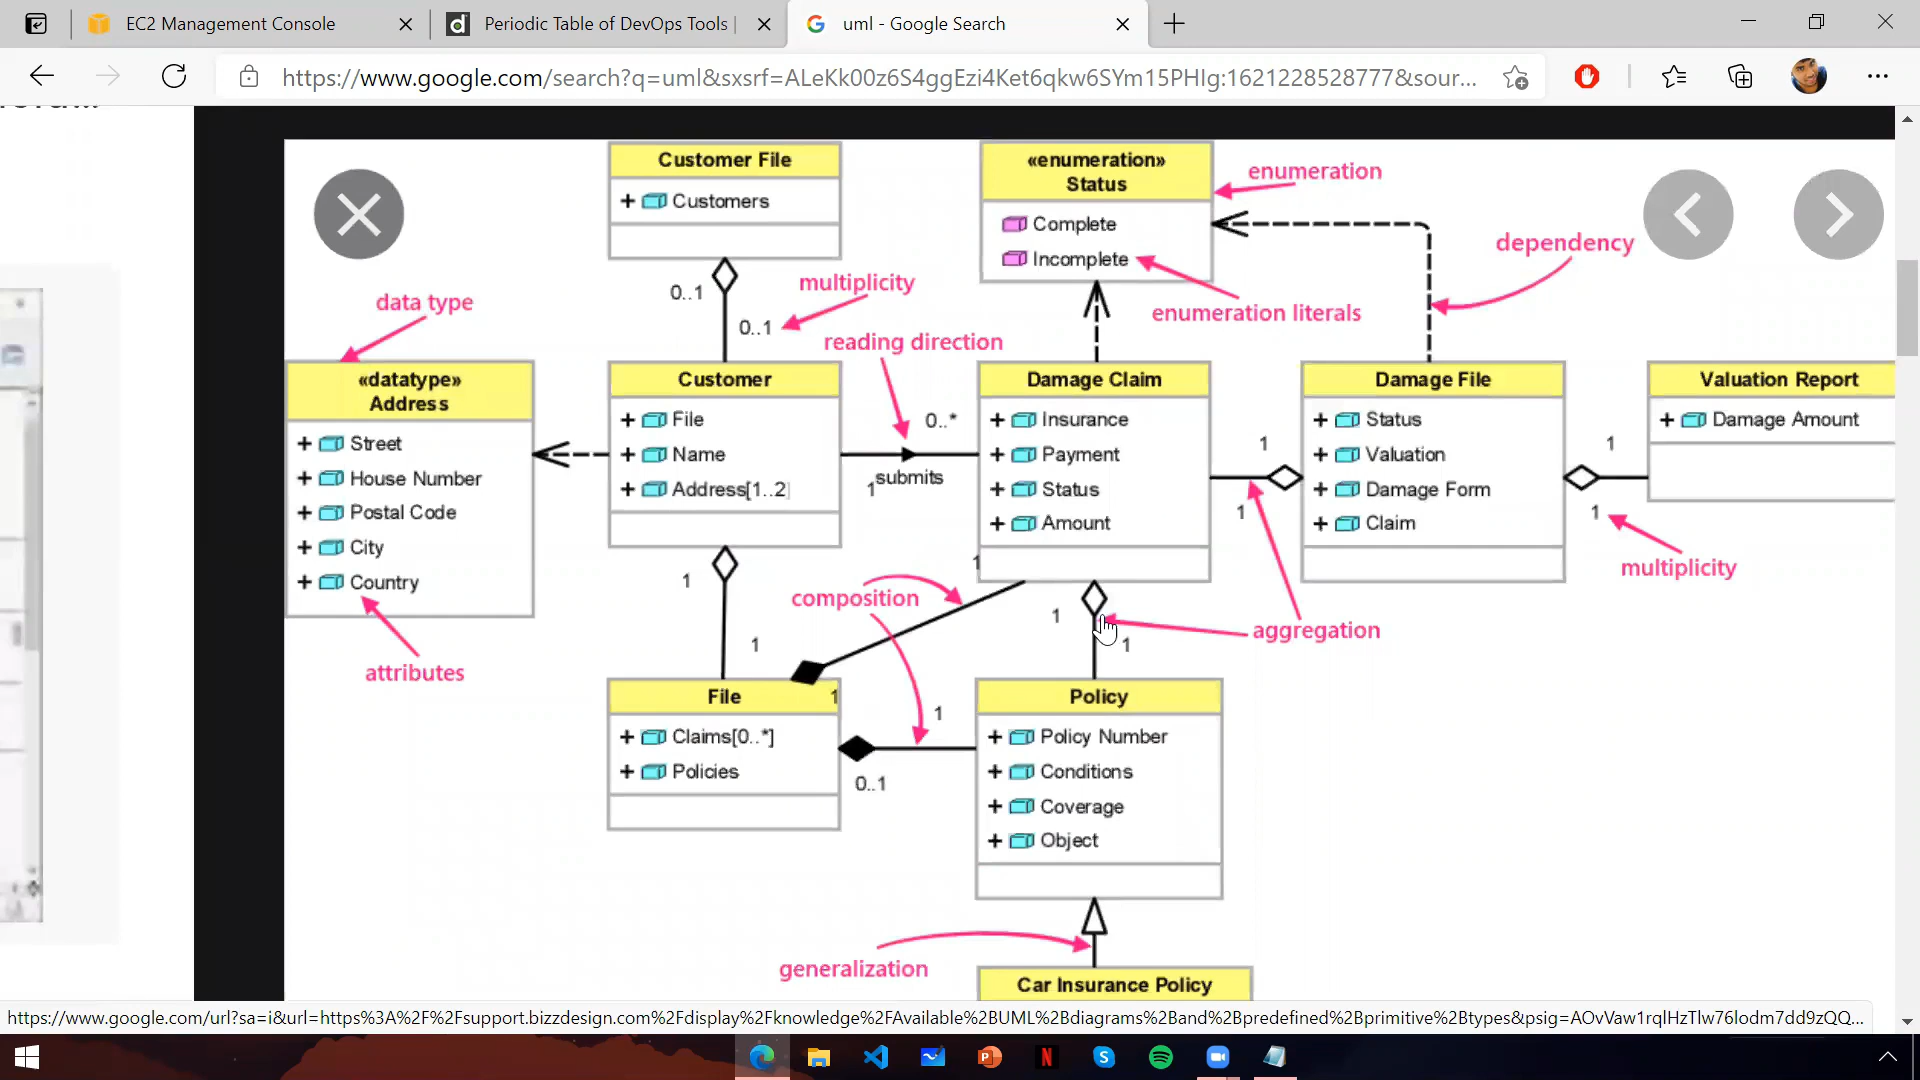 EC2 Management Console
Periodic Table of DevOps Tools |
uml - Google Search
https://www.google.com/search?q=uml&sxsrf=ALeKk00z6S4ggEzi4Ket6qkw6SYm15PHIg:1621228528777&sour...
Customer File
Customers
«enumeration»
Status
Complete
Incomplete
enumeration
enumeration literals
dependency
0..1
multiplicity
0..1
reading direction
data type
«datatype»
Address
Street
House Number
Postal Code
City
Country
attributes
Customer
File
Name
Address[1..2]
0..*
submits
1
Damage Claim
Insurance
Payment
Status
Amount
1
1
Damage File
Status
Valuation
Damage Form
Claim
1
1
Valuation Report
Damage Amount
multiplicity
1
1
composition
1
1
1
aggregation
File
1
Claims[0..*]
Policies
1
0..1
Policy
Policy Number
Conditions
Coverage
Object
generalization
Car Insurance Policy
https://www.google.com/url?sa=i&url=https%3A%2F%2Fsupport.bizzdesign.com%2Fdisplay%2Fknowledge%2FAvailable%2BUML%2Bdiagrams%2Band%2Bpredefined%2Bprimitive%2Btypes&psig=AOvVaw1rqlHzTlw76lodm7dd9zQQ...